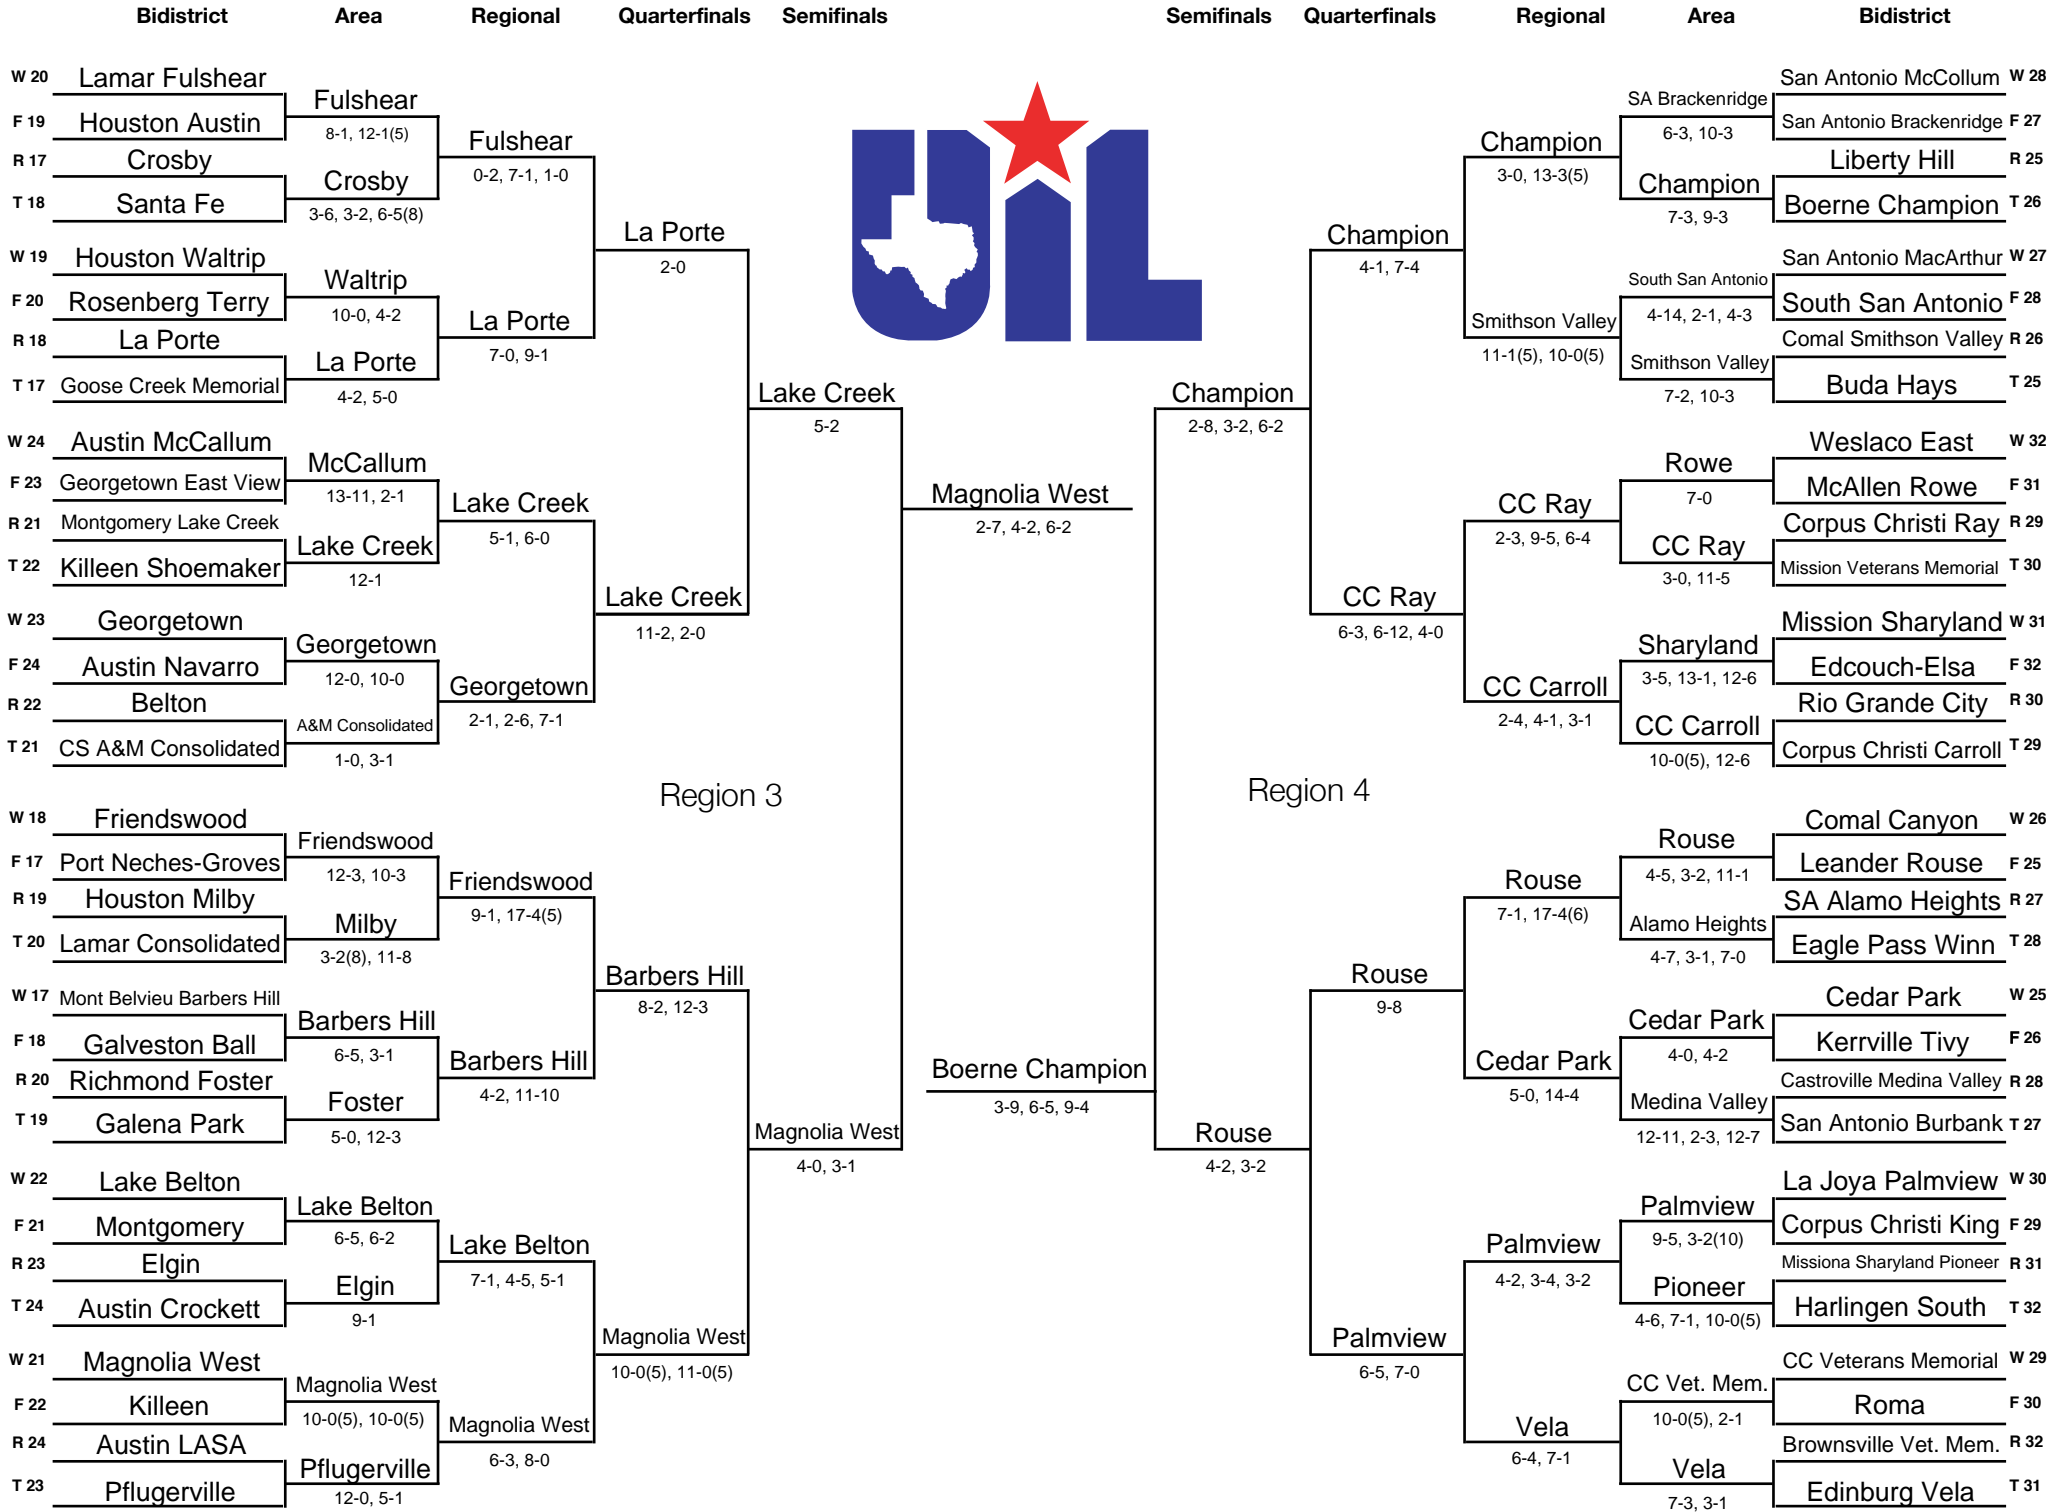 Bidistrict Area Regional Quarterfinals Semifinals Semifinals Quarterfinals Regional Area Bidistrict
W 20 Lamar Fulshear
Fulshear
F 19 Houston Austin
8-1, 12-1(5)
Fulshear
0-2, 7-1, 1-0
R 17 Crosby
Crosby
T 18 Santa Fe
3-6, 3-2, 6-5(8)
La Porte
2-0
W 19 Houston Waltrip
Waltrip
F 20 Rosenberg Terry
10-0, 4-2
La Porte
7-0, 9-1
R 18 La Porte
La Porte
T 17 Goose Creek Memorial
4-2, 5-0
Lake Creek
5-2
W 24 Austin McCallum
McCallum
F 23 Georgetown East View
13-11, 2-1
Lake Creek
5-1, 6-0
R 21 Montgomery Lake Creek
Lake Creek
T 22 Killeen Shoemaker
12-1
Lake Creek
11-2, 2-0
W 23 Georgetown
Georgetown
F 24 Austin Navarro
12-0, 10-0
Georgetown
2-1, 2-6, 7-1
R 22 Belton
A&M Consolidated
T 21 CS A&M Consolidated
1-0, 3-1
Magnolia West
2-7, 4-2, 6-2
Region 3
W 18 Friendswood
Friendswood
F 17 Port Neches-Groves
12-3, 10-3
Friendswood
9-1, 17-4(5)
R 19 Houston Milby
Milby
T 20 Lamar Consolidated
3-2(8), 11-8
Barbers Hill
8-2, 12-3
W 17 Mont Belvieu Barbers Hill
Barbers Hill
F 18 Galveston Ball
6-5, 3-1
Barbers Hill
4-2, 11-10
R 20 Richmond Foster
Foster
T 19 Galena Park
5-0, 12-3
Magnolia West
4-0, 3-1
W 22 Lake Belton
Lake Belton
F 21 Montgomery
6-5, 6-2
Lake Belton
7-1, 4-5, 5-1
R 23 Elgin
Elgin
T 24 Austin Crockett
9-1
Magnolia West
10-0(5), 11-0(5)
W 21 Magnolia West
Magnolia West
F 22 Killeen
10-0(5), 10-0(5)
Magnolia West
6-3, 8-0
R 24 Austin LASA
Pflugerville
T 23 Pflugerville
12-0, 5-1
UIL
San Antonio McCollum W 28
SA Brackenridge
San Antonio Brackenridge F 27
6-3, 10-3
Champion
3-0, 13-3(5)
Liberty Hill R 25
Champion
Boerne Champion T 26
7-3, 9-3
Champion
4-1, 7-4
San Antonio MacArthur W 27
South San Antonio
South San Antonio F 28
4-14, 2-1, 4-3
Smithson Valley
11-1(5), 10-0(5)
Comal Smithson Valley R 26
Smithson Valley
Buda Hays T 25
7-2, 10-3
Champion
2-8, 3-2, 6-2
Weslaco East W 32
Rowe
McAllen Rowe F 31
7-0
CC Ray
2-3, 9-5, 6-4
Corpus Christi Ray R 29
CC Ray
Mission Veterans Memorial T 30
3-0, 11-5
CC Ray
6-3, 6-12, 4-0
Mission Sharyland W 31
Sharyland
Edcouch-Elsa F 32
3-5, 13-1, 12-6
CC Carroll
2-4, 4-1, 3-1
Rio Grande City R 30
CC Carroll
Corpus Christi Carroll T 29
10-0(5), 12-6
Region 4
Boerne Champion
3-9, 6-5, 9-4
Comal Canyon W 26
Rouse
Leander Rouse F 25
4-5, 3-2, 11-1
Rouse
7-1, 17-4(6)
SA Alamo Heights R 27
Alamo Heights
Eagle Pass Winn T 28
4-7, 3-1, 7-0
Rouse
9-8
Cedar Park W 25
Cedar Park
Kerrville Tivy F 26
4-0, 4-2
Cedar Park
5-0, 14-4
Castroville Medina Valley R 28
Medina Valley
San Antonio Burbank T 27
12-11, 2-3, 12-7
Rouse
4-2, 3-2
La Joya Palmview W 30
Palmview
Corpus Christi King F 29
9-5, 3-2(10)
Palmview
4-2, 3-4, 3-2
Missiona Sharyland Pioneer R 31
Pioneer
Harlingen South T 32
4-6, 7-1, 10-0(5)
Palmview
6-5, 7-0
CC Veterans Memorial W 29
CC Vet. Mem.
Roma F 30
10-0(5), 2-1
Vela
6-4, 7-1
Brownsville Vet. Mem. R 32
Vela
Edinburg Vela T 31
7-3, 3-1